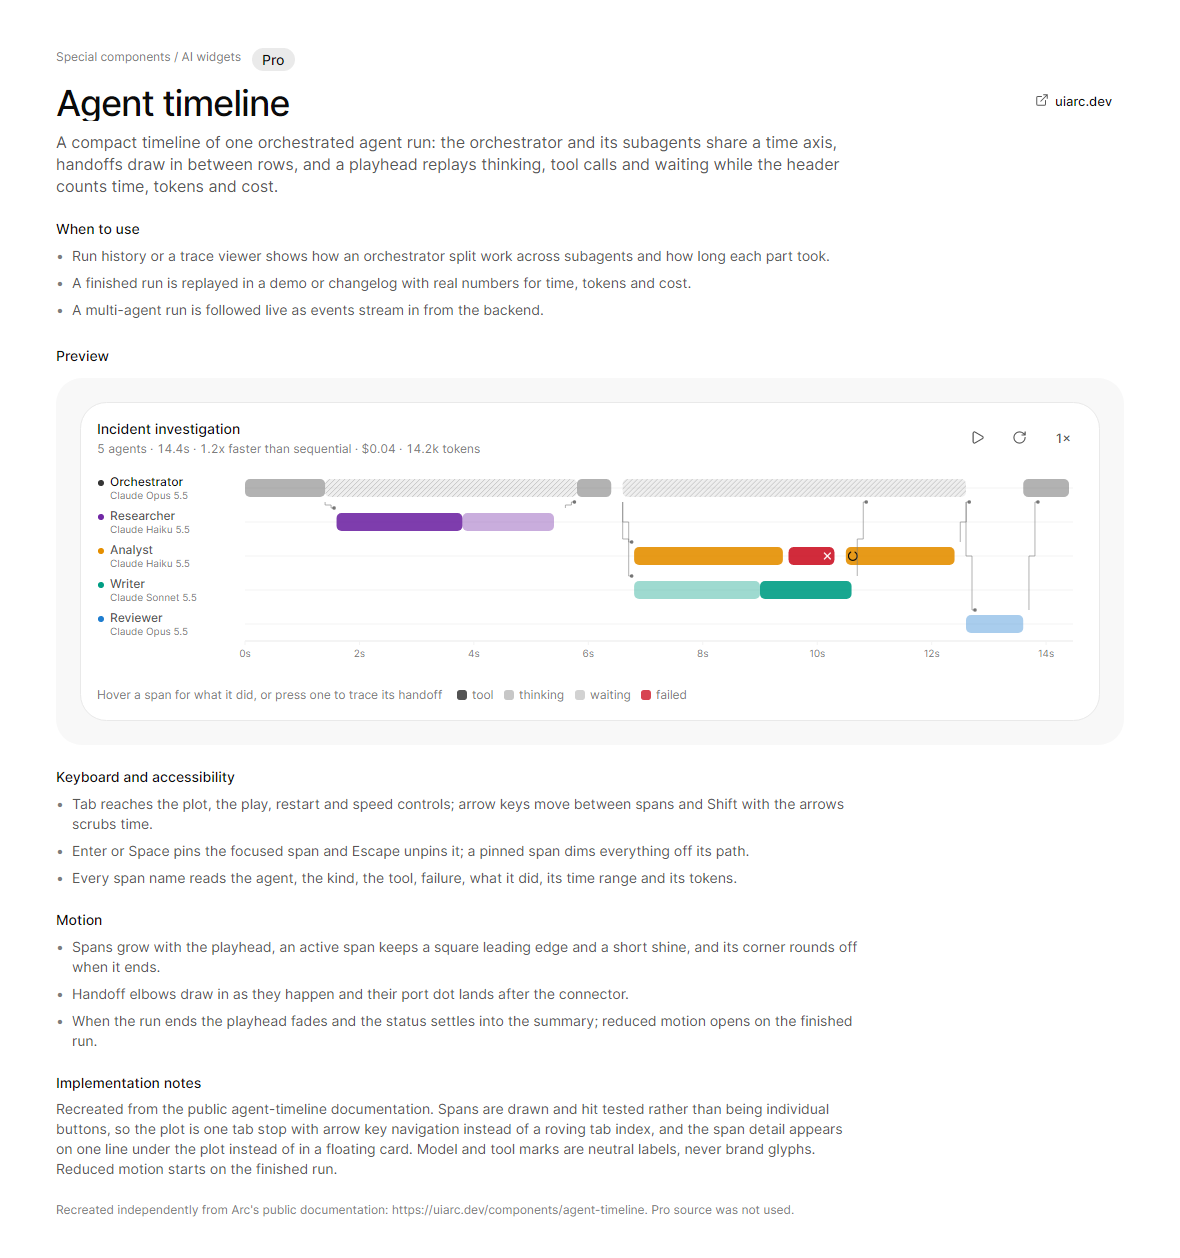 Special components / AI widgets
Pro
Agent timeline
uiarc.dev
A compact timeline of one orchestrated agent run: the orchestrator and its subagents share a time axis,
handoffs draw in between rows, and a playhead replays thinking, tool calls and waiting while the header
counts time, tokens and cost.
When to use
• Run history or a trace viewer shows how an orchestrator split work across subagents and how long each part took.
• A finished run is replayed in a demo or changelog with real numbers for time, tokens and cost.
• A multi-agent run is followed live as events stream in from the backend.
Preview
Incident investigation
5 agents · 14.4s · 1.2x faster than sequential · $0.04 · 14.2k tokens
1×
Orchestrator
Claude Opus 5.5
Researcher
Claude Haiku 5.5
Analyst
Claude Haiku 5.5
Writer
Claude Sonnet 5.5
Reviewer
Claude Opus 5.5
0s 2s 4s 6s 8s 10s 12s 14s
Hover a span for what it did, or press one to trace its handoff tool thinking waiting failed
Keyboard and accessibility
• Tab reaches the plot, the play, restart and speed controls; arrow keys move between spans and Shift with the arrows
scrubs time.
• Enter or Space pins the focused span and Escape unpins it; a pinned span dims everything off its path.
• Every span name reads the agent, the kind, the tool, failure, what it did, its time range and its tokens.
Motion
• Spans grow with the playhead, an active span keeps a square leading edge and a short shine, and its corner rounds off
when it ends.
• Handoff elbows draw in as they happen and their port dot lands after the connector.
• When the run ends the playhead fades and the status settles into the summary; reduced motion opens on the finished
run.
Implementation notes
Recreated from the public agent-timeline documentation. Spans are drawn and hit tested rather than being individual
buttons, so the plot is one tab stop with arrow key navigation instead of a roving tab index, and the span detail appears
on one line under the plot instead of in a floating card. Model and tool marks are neutral labels, never brand glyphs.
Reduced motion starts on the finished run.
Recreated independently from Arc's public documentation: https://uiarc.dev/components/agent-timeline. Pro source was not used.